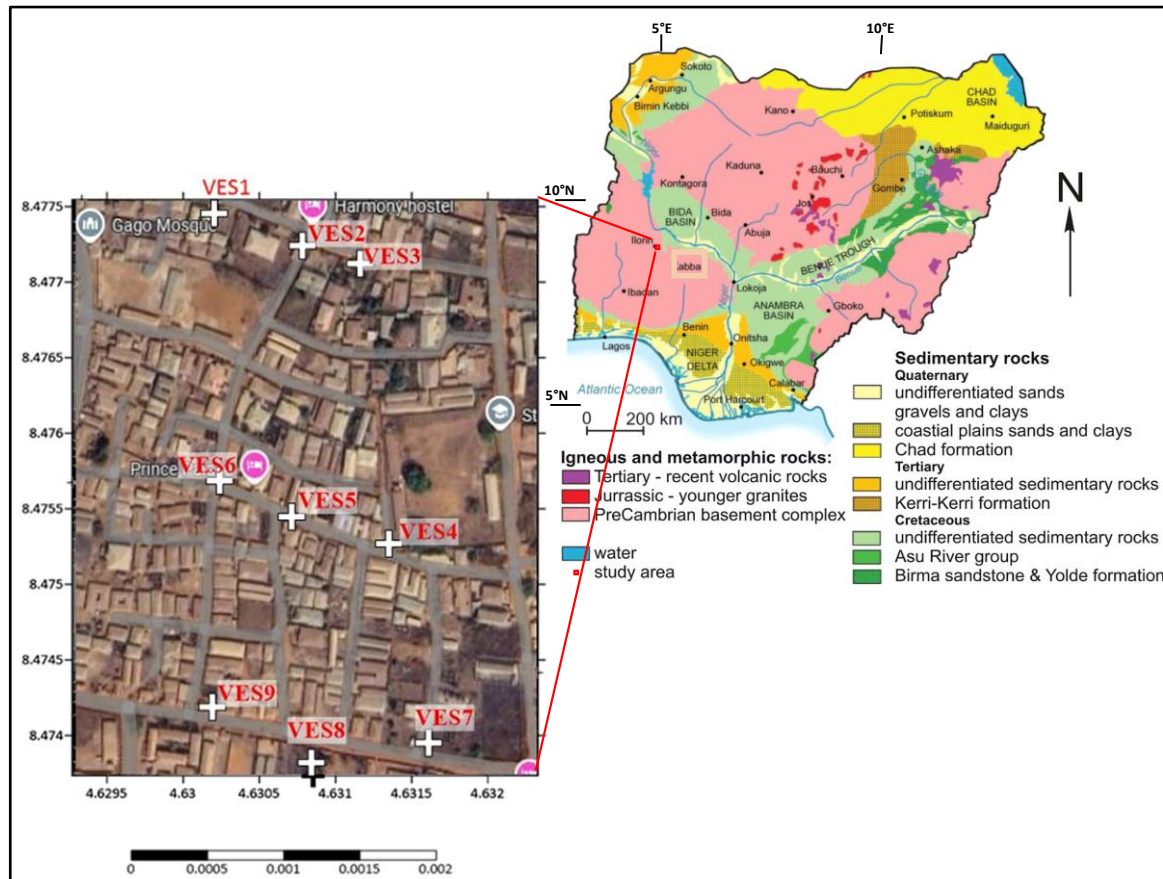 5°E
10°E
10°N
5°N
N
VES1
Gago Mosque
Harmony hostel
VES2
VES3
Prince
VES6
VES5
VES4
St
VES9
VES8
VES7
8.4775
8.477
8.4765
8.476
8.4755
8.475
8.4745
8.474
4.6295
4.63
4.6305
4.631
4.6315
4.632
0
0.0005
0.001
0.0015
0.002
Sokoto
Argungu
Birnin Kebbi
Kano
CHAD
BASIN
Potiskum
Maiduguri
Niger
Kaduna
Bauchi
Ashaka
Kontagora
Jos
Gombe
BIDA
BASIN
Bida
Abuja
Ilorin
BENUE TROUGH
Benue
Kabba
Ibadan
Lokoja
Niger
ANAMBRA
BASIN
Gboko
Benin
Onitsha
Lagos
NIGER
DELTA
Okigwe
Calabar
Atlantic Ocean
Port Harcourt
0
200 km
Igneous and metamorphic rocks:
Tertiary - recent volcanic rocks
Jurrassic - younger granites
PreCambrian basement complex
water
study area
Sedimentary rocks
Quaternary
undifferentiated sands
gravels and clays
coastal plains sands and clays
Chad formation
Tertiary
undifferentiated sedimentary rocks
Kerri-Kerri formation
Cretaceous
undifferentiated sedimentary rocks
Asu River group
Birma sandstone & Yolde formation